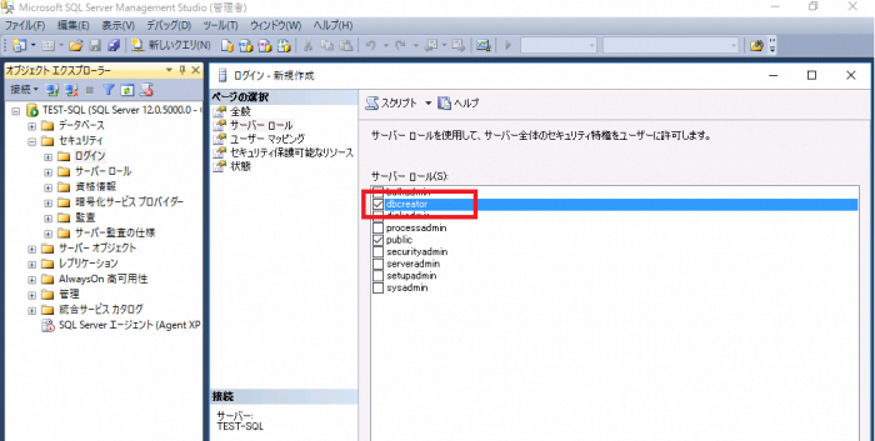 Microsoft SQL Server Management Studio (管理者)
ファイル(F) 編集(E) 表示(V) デバッグ(D) ツール(T) ウィンドウ(W) ヘルプ(H)
新しいクエリ(N)
オブジェクト エクスプローラー
接続
TEST-SQL (SQL Server 12.0.5000.0 -
データベース
セキュリティ
ログイン
サーバー ロール
資格情報
暗号化サービス プロバイダー
監査
サーバー監査の仕様
サーバー オブジェクト
レプリケーション
AlwaysOn 高可用性
管理
統合サービス カタログ
SQL Server エージェント (Agent XP
ログイン - 新規作成
ページの選択
全般
サーバー ロール
ユーザー マッピング
セキュリティ保護可能なリソース
状態
接続
サーバー:
TEST-SQL
スクリプト ヘルプ
サーバー ロールを使用して、サーバー全体のセキュリティ特権をユーザーに許可します。
サーバー ロール(S):
bulkadmin
dbcreator
diskadmin
processadmin
public
securityadmin
serveradmin
setupadmin
sysadmin